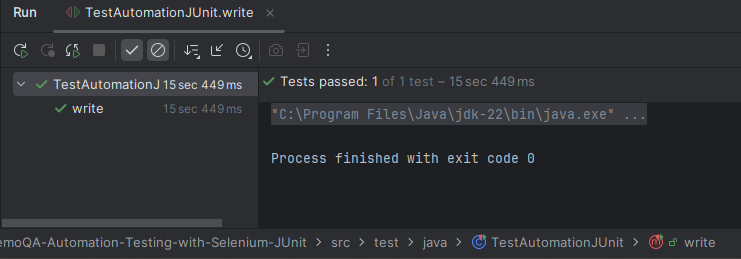 Run TestAutomationJUnit.write
TestAutomationJ 15 sec 449 ms
write 15 sec 449 ms
Tests passed: 1 of 1 test – 15 sec 449 ms
"C:\Program Files\Java\jdk-22\bin\java.exe" ...
Process finished with exit code 0
emoQA-Automation-Testing-with-Selenium-JUnit > src > test > java > TestAutomationJUnit > write